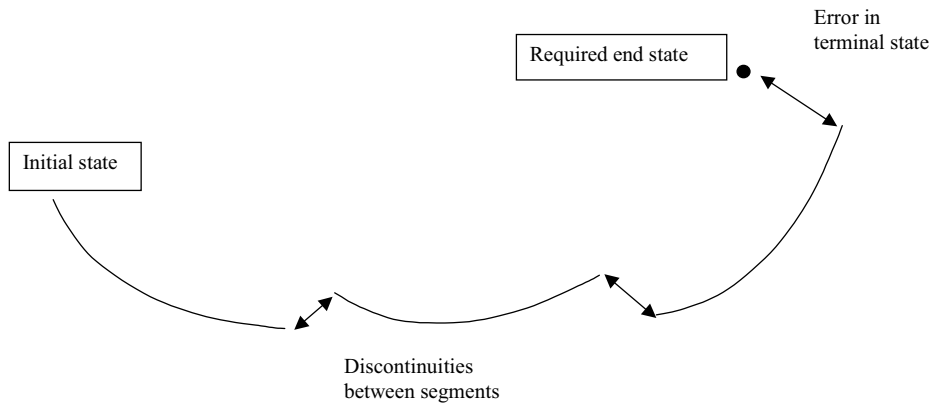 Error in
terminal state
Required end state
Initial state
Discontinuities
between segments